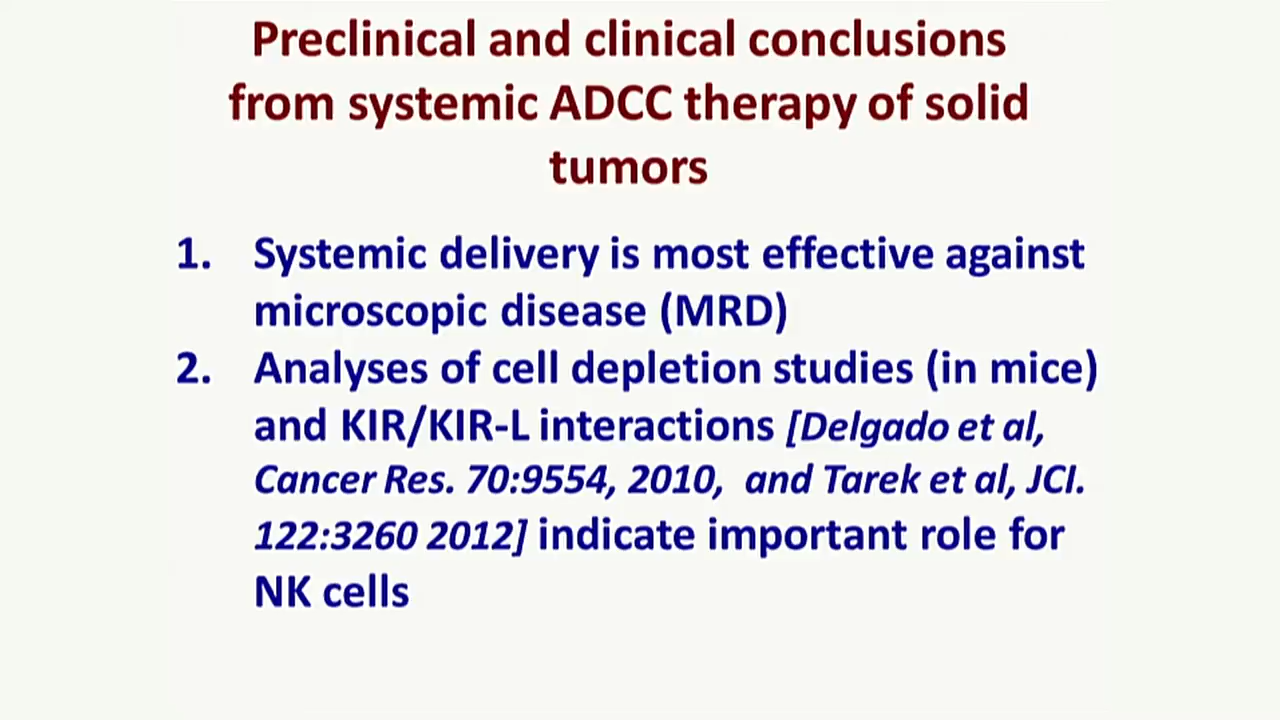 Preclinical and clinical conclusions
from systemic ADCC therapy of solid
tumors
1. Systemic delivery is most effective against
microscopic disease (MRD)
2. Analyses of cell depletion studies (in mice)
and KIR/KIR-L interactions [Delgado et al,
Cancer Res. 70:9554, 2010, and Tarek et al, JCI.
122:3260 2012] indicate important role for
NK cells